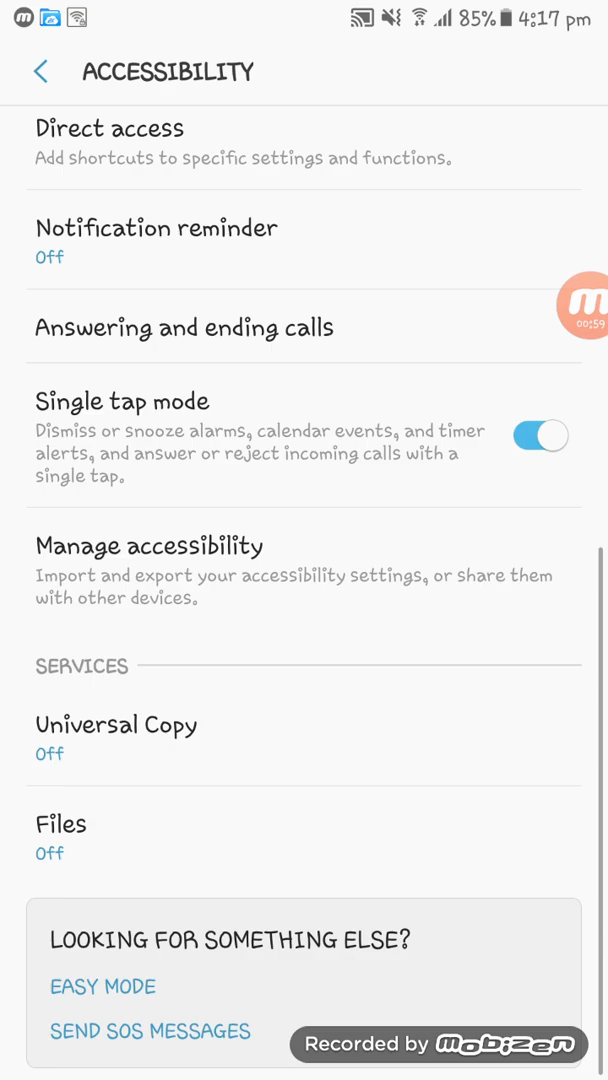 m 85% 4:17 pm
ACCESSIBILITY
Direct access
Add shortcuts to specific settings and functions.
Notification reminder
Off
m
00:59
Answering and ending calls
Single tap mode
Dismiss or snooze alarms, calendar events, and timer
alerts, and answer or reject incoming calls with a
single tap.
Manage accessibility
Import and export your accessibility settings, or share them
with other devices.
SERVICES
Universal Copy
Off
Files
Off
LOOKING FOR SOMETHING ELSE?
EASY MODE
SEND SOS MESSAGES
Recorded by mobizen